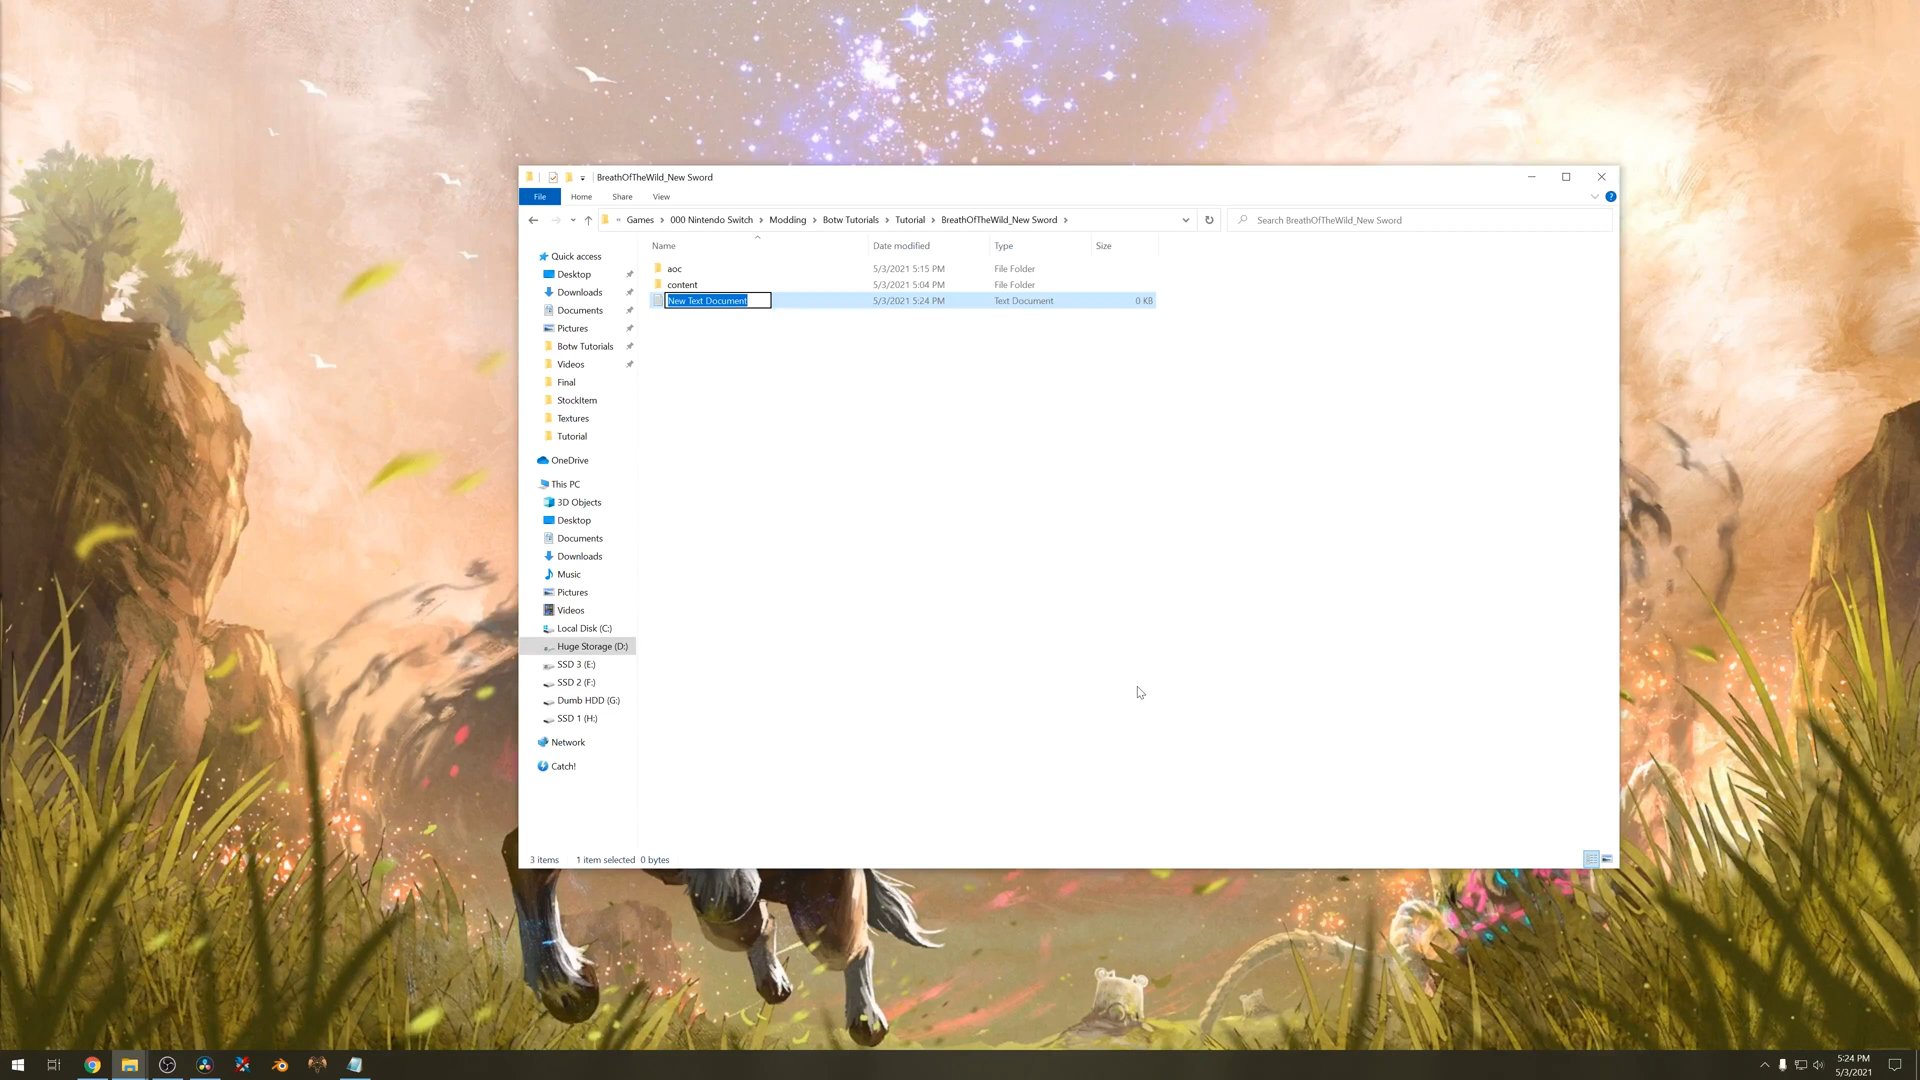 BreathOfTheWild_New Sword
File Home Share View
« Games > 000 Nintendo Switch > Modding > Botw Tutorials > Tutorial > BreathOfTheWild_New Sword >
Search BreathOfTheWild_New Sword
Name Date modified Type Size
aoc 5/3/2021 5:15 PM File Folder
content 5/3/2021 5:04 PM File Folder
New Text Document 5/3/2021 5:24 PM Text Document 0 KB
Quick access
Desktop
Downloads
Documents
Pictures
Botw Tutorials
Videos
Final
StockItem
Textures
Tutorial
OneDrive
This PC
3D Objects
Desktop
Documents
Downloads
Music
Pictures
Videos
Local Disk (C:)
Huge Storage (D:)
SSD 3 (E:)
SSD 2 (F:)
Dumb HDD (G:)
SSD 1 (H:)
Network
Catch!
3 items 1 item selected 0 bytes
5:24 PM
5/3/2021